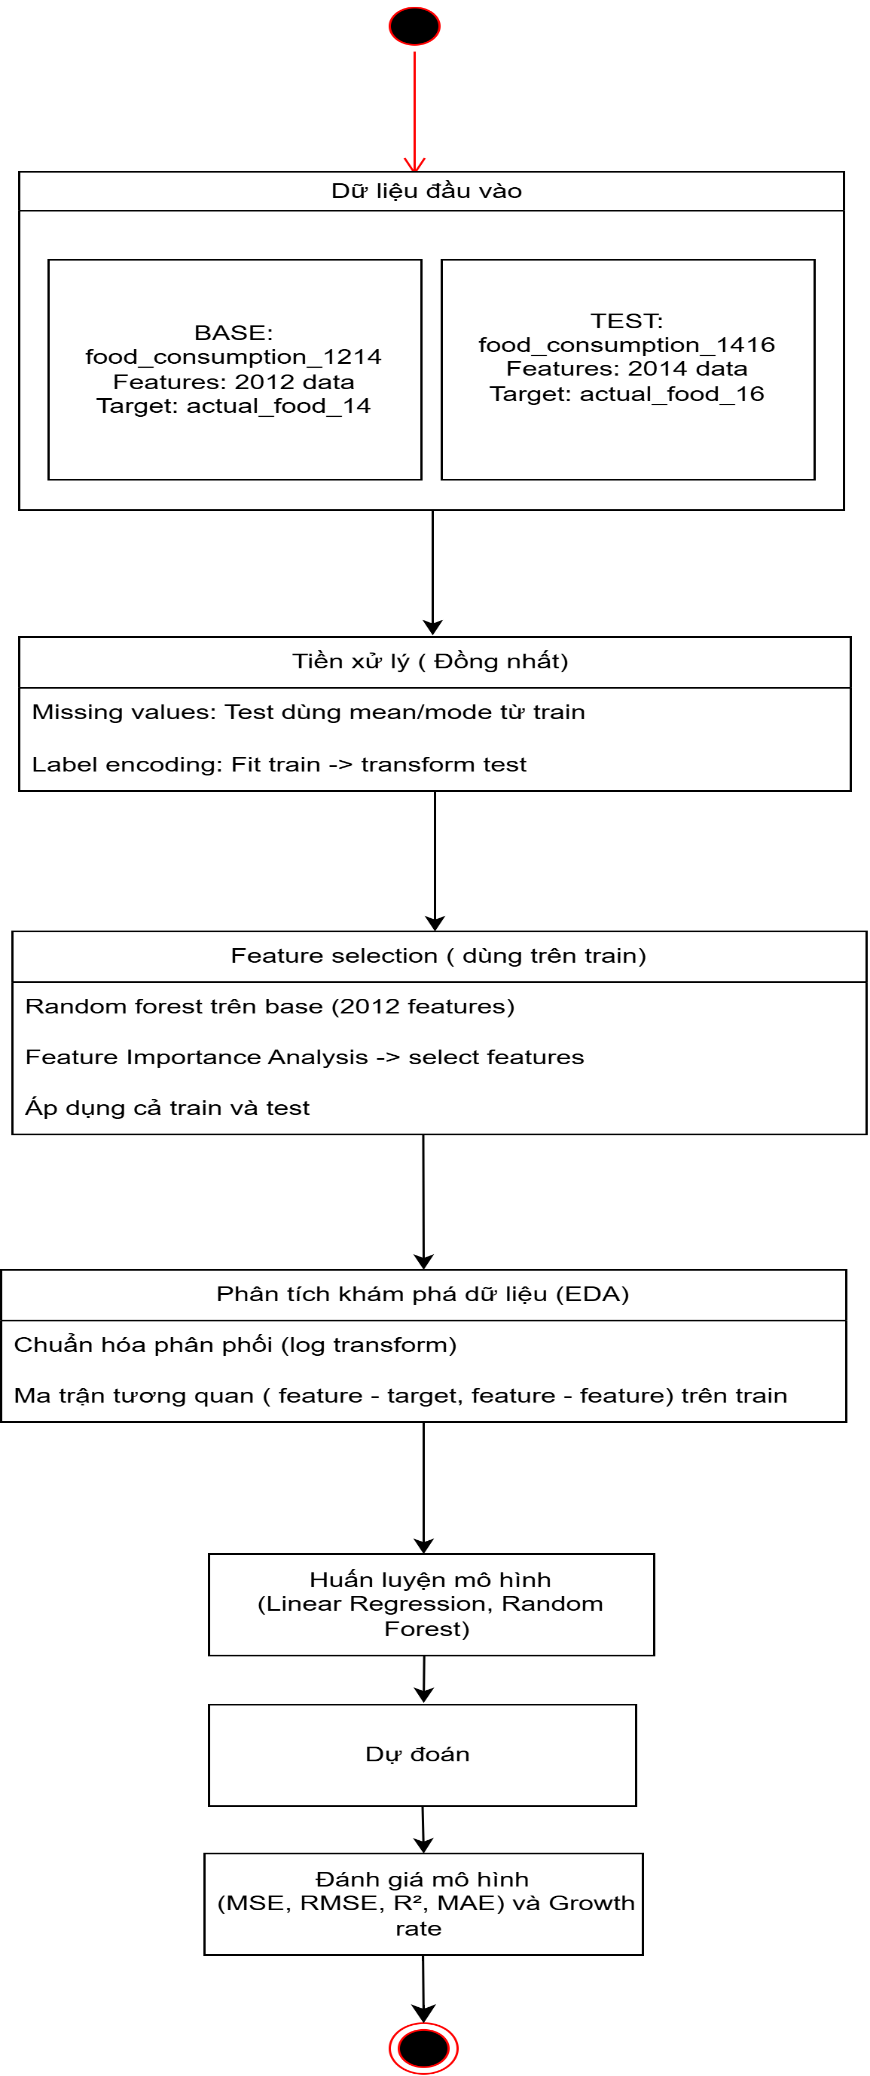 Dữ liệu đầu vào
BASE:
food_consumption_1214
Features: 2012 data
Target: actual_food_14
TEST:
food_consumption_1416
Features: 2014 data
Target: actual_food_16
Tiền xử lý ( Đồng nhất)
Missing values: Test dùng mean/mode từ train
Label encoding: Fit train -> transform test
Feature selection ( dùng trên train)
Random forest trên base (2012 features)
Feature Importance Analysis -> select features
Áp dụng cả train và test
Phân tích khám phá dữ liệu (EDA)
Chuẩn hóa phân phối (log transform)
Ma trận tương quan ( feature - target, feature - feature) trên train
Huấn luyện mô hình
(Linear Regression, Random
Forest)
Dự đoán
Đánh giá mô hình
(MSE, RMSE, R², MAE) và Growth
rate